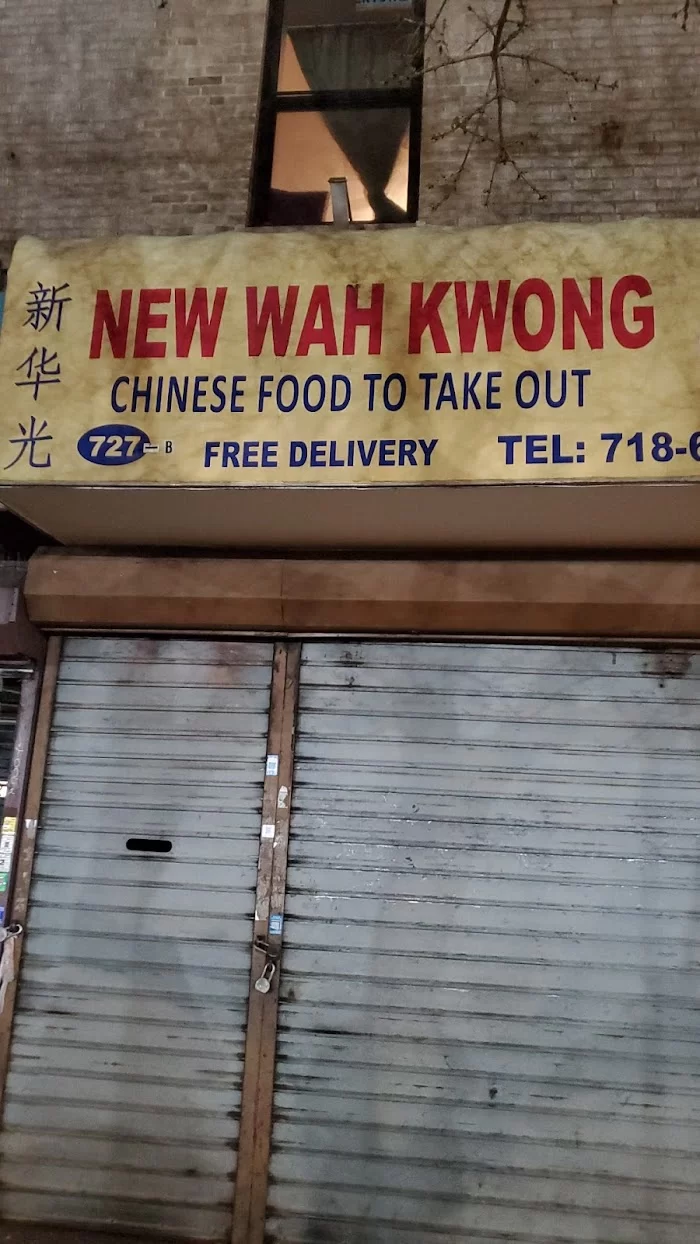 新华光
NEW WAH KWONG
CHINESE FOOD TO TAKE OUT
727- B FREE DELIVERY TEL: 718-6